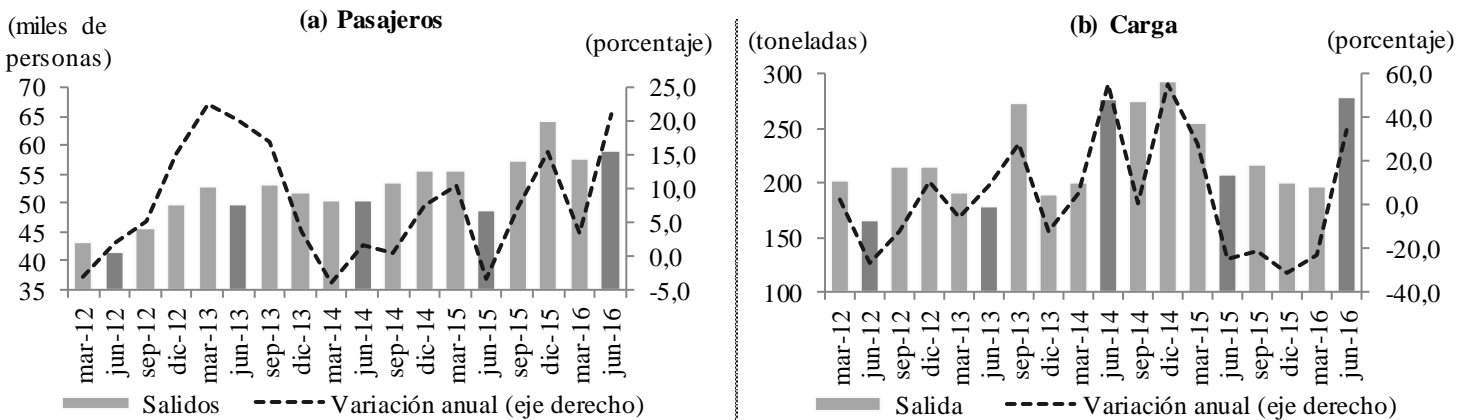 (a) Pasajeros
(miles de
personas)
(porcentaje)
70
65
60
55
50
45
40
35
25,0
20,0
15,0
10,0
5,0
0,0
-5,0
mar-12
jun-12
sep-12
dic-12
mar-13
jun-13
sep-13
dic-13
mar-14
jun-14
sep-14
dic-14
mar-15
jun-15
sep-15
dic-15
mar-16
jun-16
Salidos
Variación anual (eje derecho)
(b) Carga
(toneladas)
(porcentaje)
300
250
200
150
100
60,0
40,0
20,0
0,0
-20,0
-40,0
mar-12
jun-12
sep-12
dic-12
mar-13
jun-13
sep-13
dic-13
mar-14
jun-14
sep-14
dic-14
mar-15
jun-15
sep-15
dic-15
mar-16
jun-16
Salida
Variación anual (eje derecho)